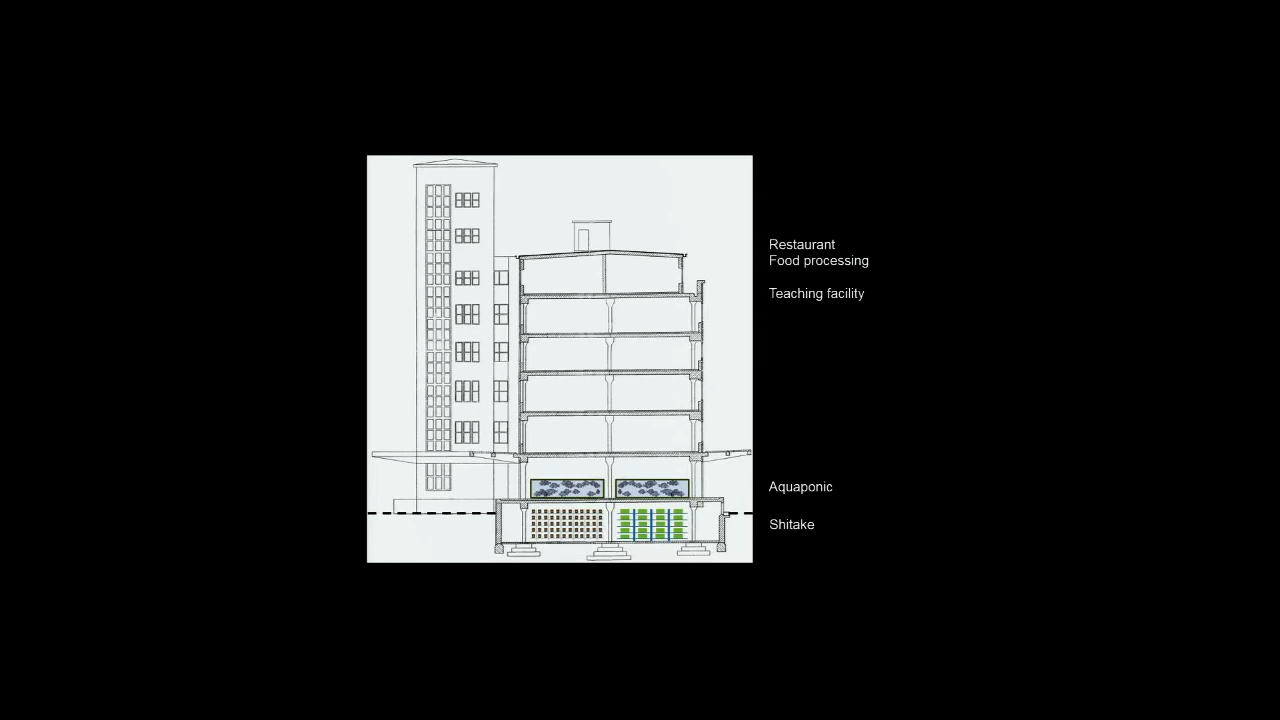 Restaurant
Food processing
Teaching facility
Aquaponic
Shitake